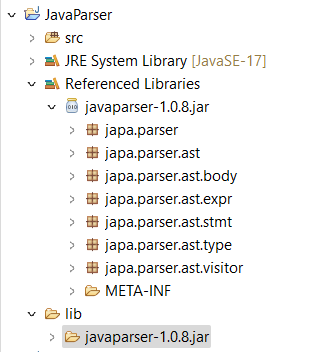 JavaParser
src
JRE System Library [JavaSE-17]
Referenced Libraries
javaparser-1.0.8.jar
japa.parser
japa.parser.ast
japa.parser.ast.body
japa.parser.ast.expr
japa.parser.ast.stmt
japa.parser.ast.type
japa.parser.ast.visitor
META-INF
lib
javaparser-1.0.8.jar